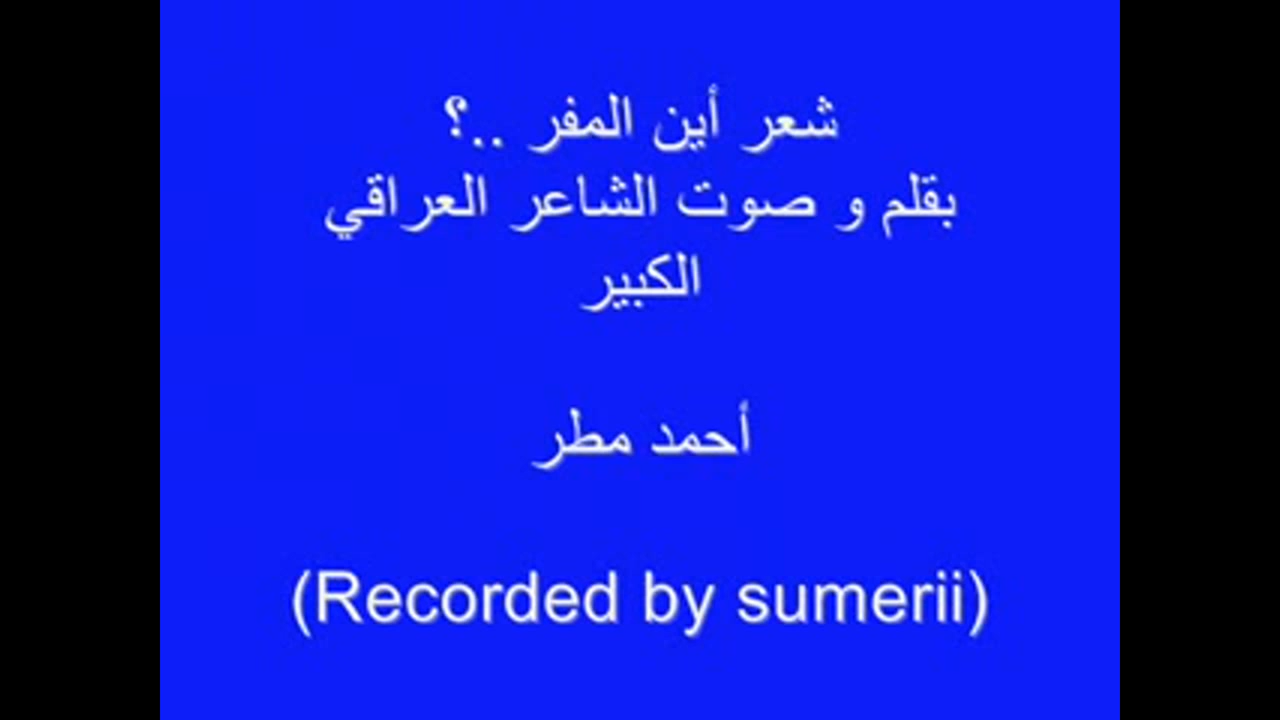 شعر أين المفر ..؟
بقلم و صوت الشاعر العراقي
الكبير
أحمد مطر
(Recorded by sumerii)